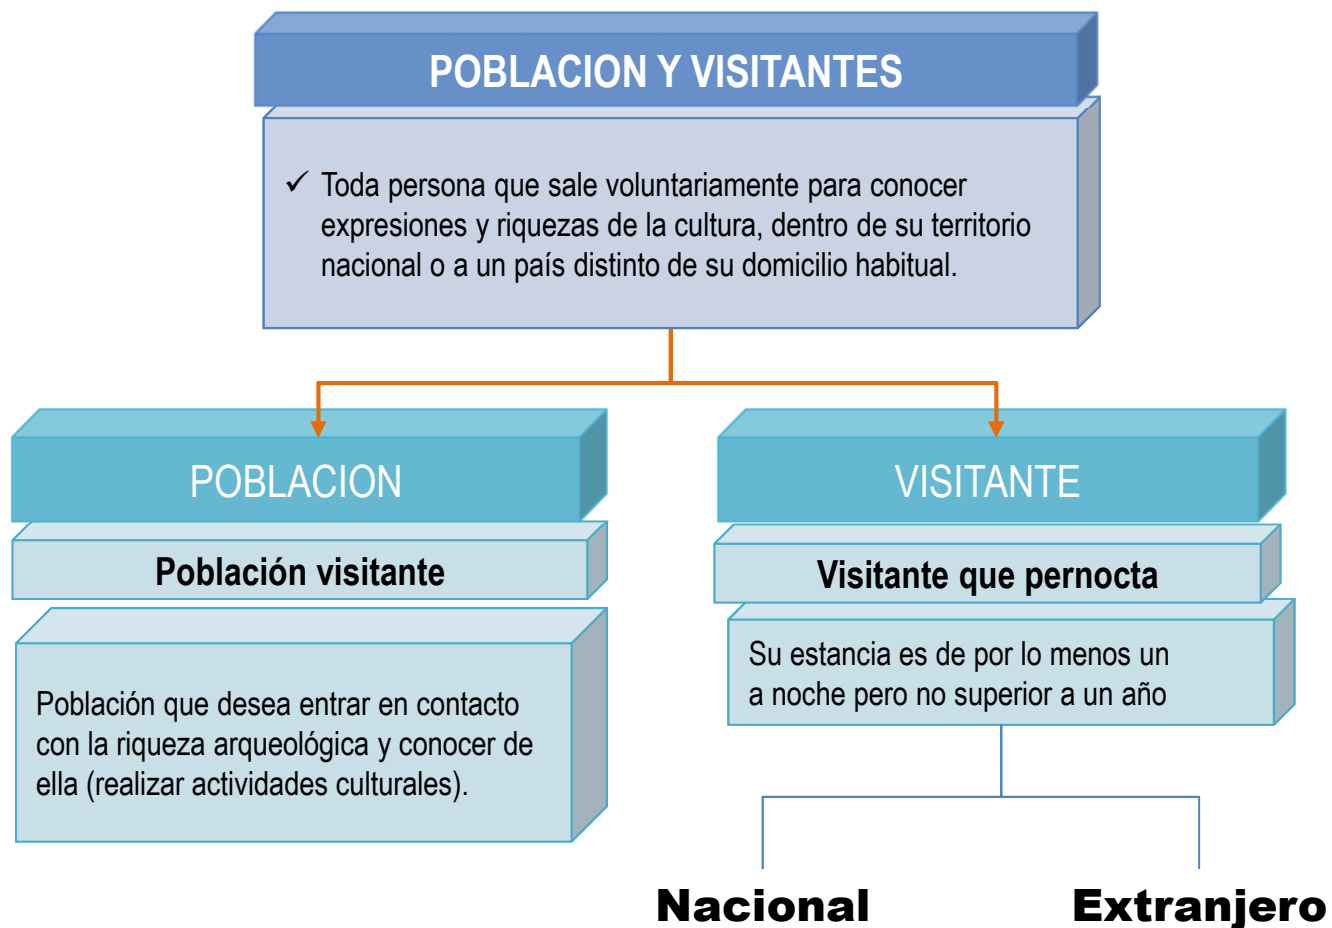 POBLACION Y VISITANTES
✓ Toda persona que sale voluntariamente para conocer
expresiones y riquezas de la cultura, dentro de su territorio
nacional o a un país distinto de su domicilio habitual.
POBLACION
Población visitante
Población que desea entrar en contacto
con la riqueza arqueológica y conocer de
ella (realizar actividades culturales).
VISITANTE
Visitante que pernocta
Su estancia es de por lo menos un
a noche pero no superior a un año
Nacional
Extranjero